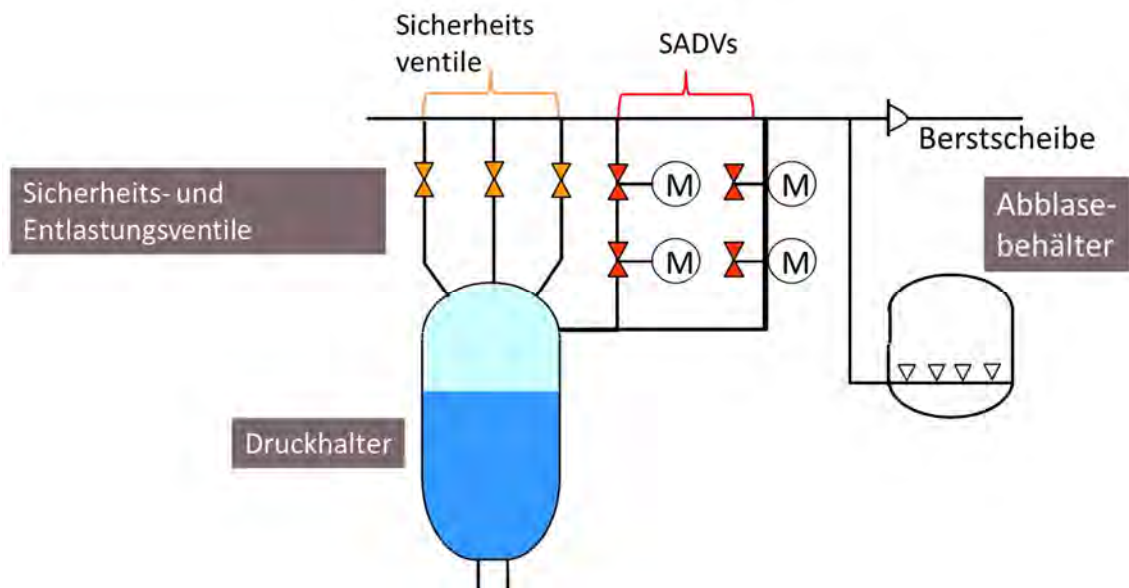 Sicherheits
ventile
SADVs
Berstscheibe
Sicherheits- und
Entlastungsventile
M
M
Abblase-
behälter
M
M
Druckhalter